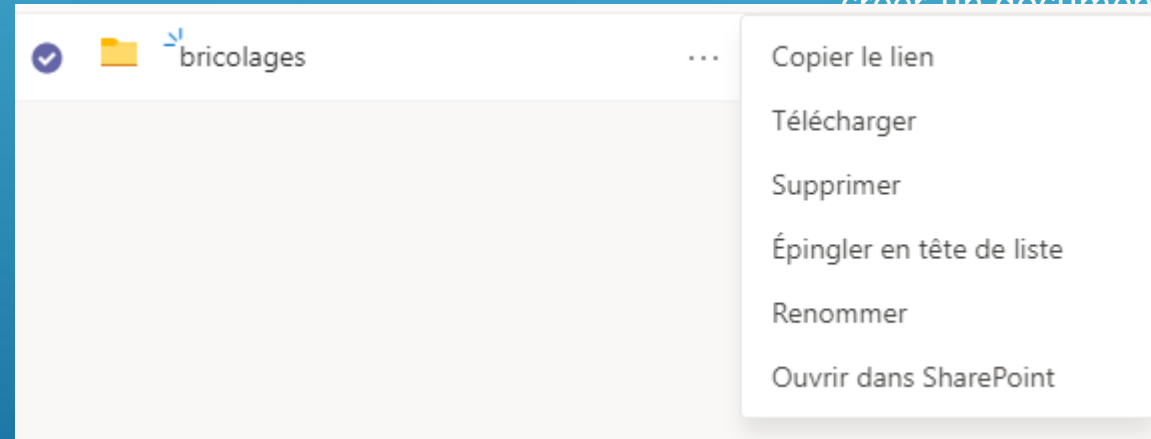 bricolages
...
Copier le lien
Télécharger
Supprimer
Épingler en tête de liste
Renommer
Ouvrir dans SharePoint